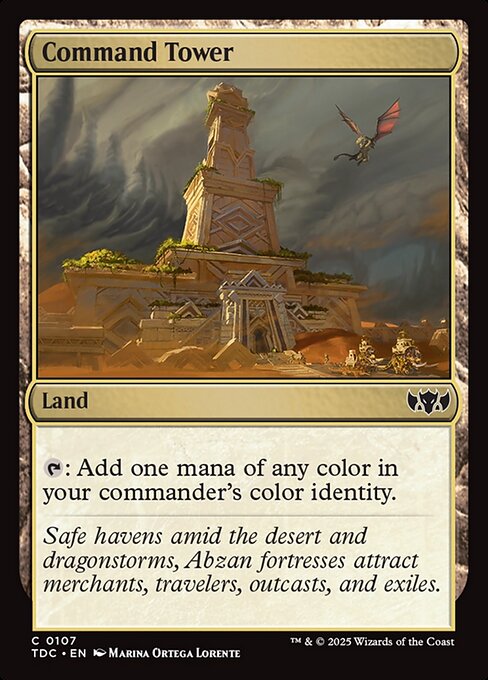 Command Tower
Land
: Add one mana of any color in
your commander's color identity.
Safe havens amid the desert and
dragonstorms, Abzan fortresses attract
merchants, travelers, outcasts, and exiles.
C 0107
TDC • EN Marina Ortega Lorente
™ & © 2025 Wizards of the Coast